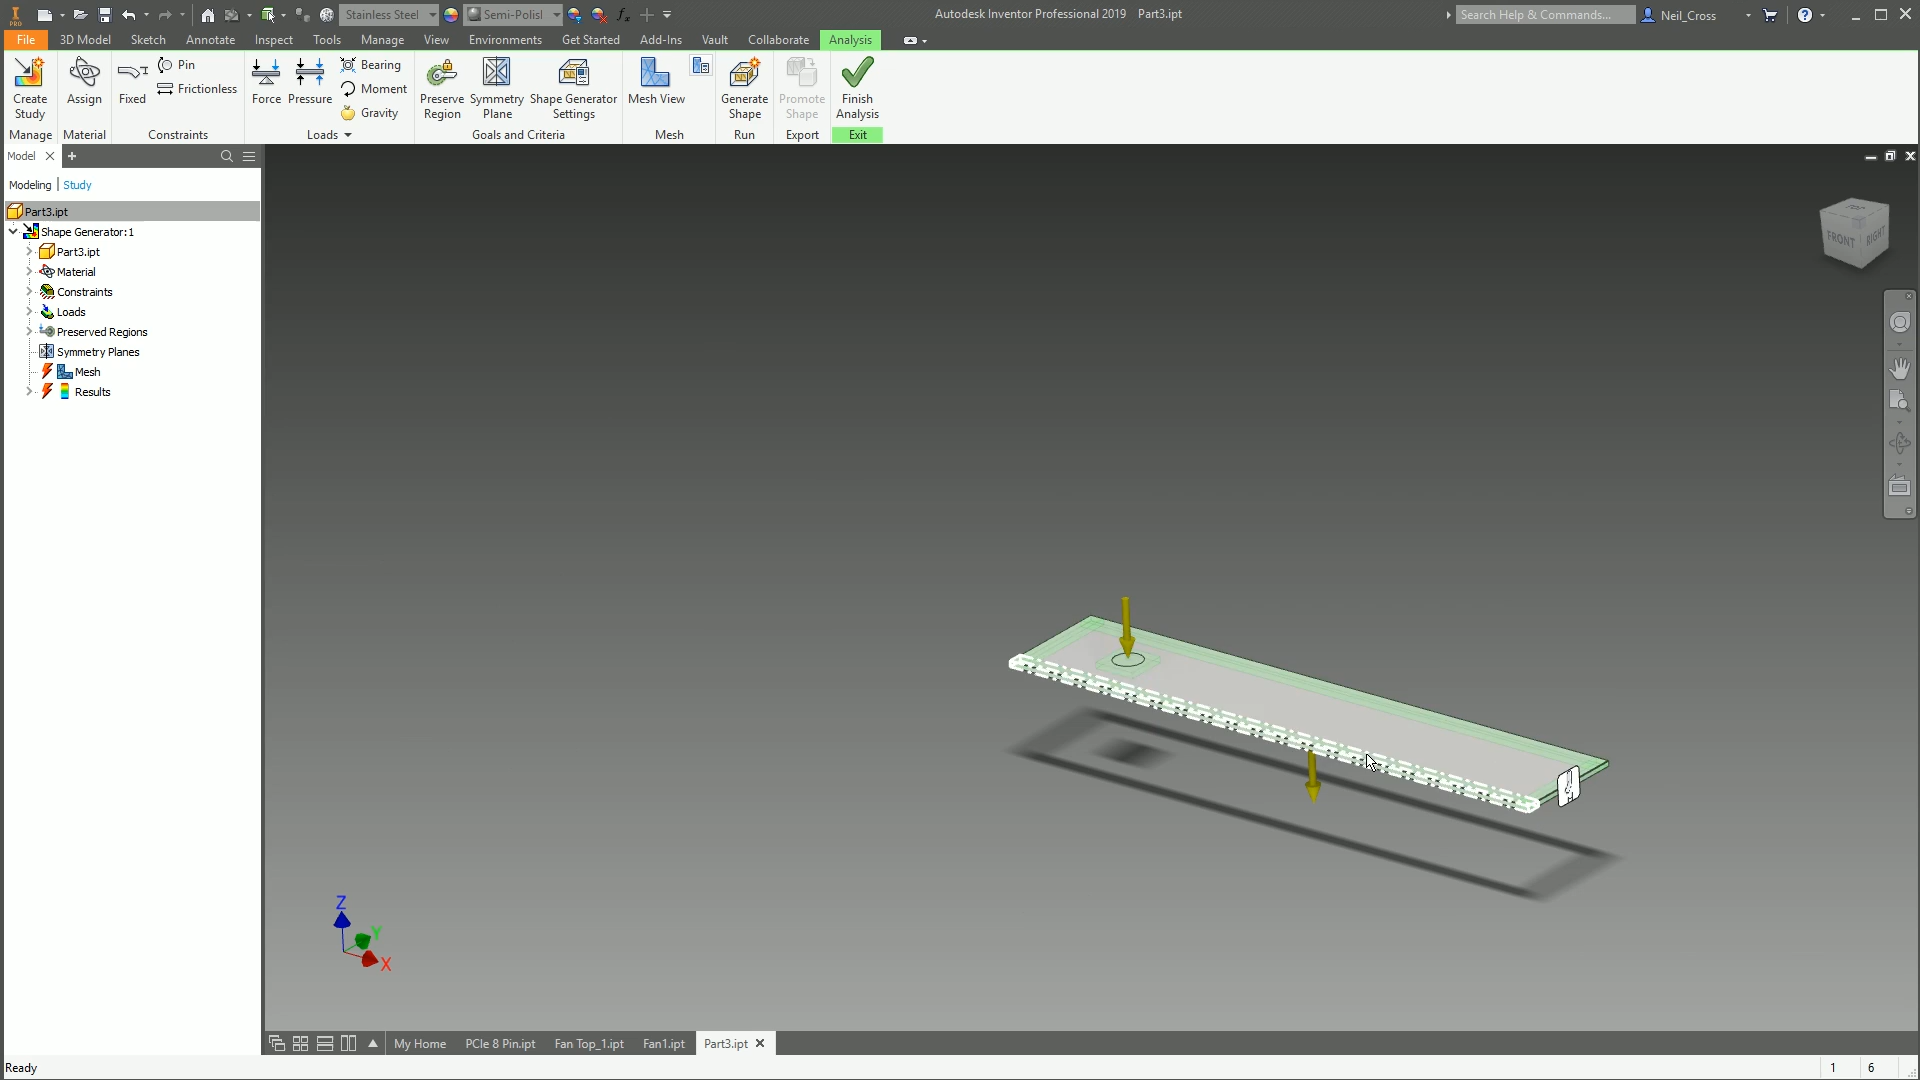 PRO
Stainless Steel
Semi-Polisl
fx
Autodesk Inventor Professional 2019 Part3.ipt
Search Help & Commands...
Neil_Cross
File 3D Model Sketch Annotate Inspect Tools Manage View Environments Get Started Add-Ins Vault Collaborate Analysis
Create Study
Assign
Fixed
Pin
Frictionless
Force
Pressure
Bearing
Moment
Gravity
Preserve Region
Symmetry Plane
Shape Generator Settings
Mesh View
Generate Shape
Promote Shape
Finish Analysis
Manage Material Constraints Loads Goals and Criteria Mesh Run Export Exit
Model
Modeling | Study
Part3.ipt
Shape Generator:1
Part3.ipt
Material
Constraints
Loads
Preserved Regions
Symmetry Planes
Mesh
Results
TOP
FRONT RIGHT
Z
Y
X
My Home PCIe 8 Pin.ipt Fan Top_1.ipt Fan1.ipt Part3.ipt
Ready 1 6